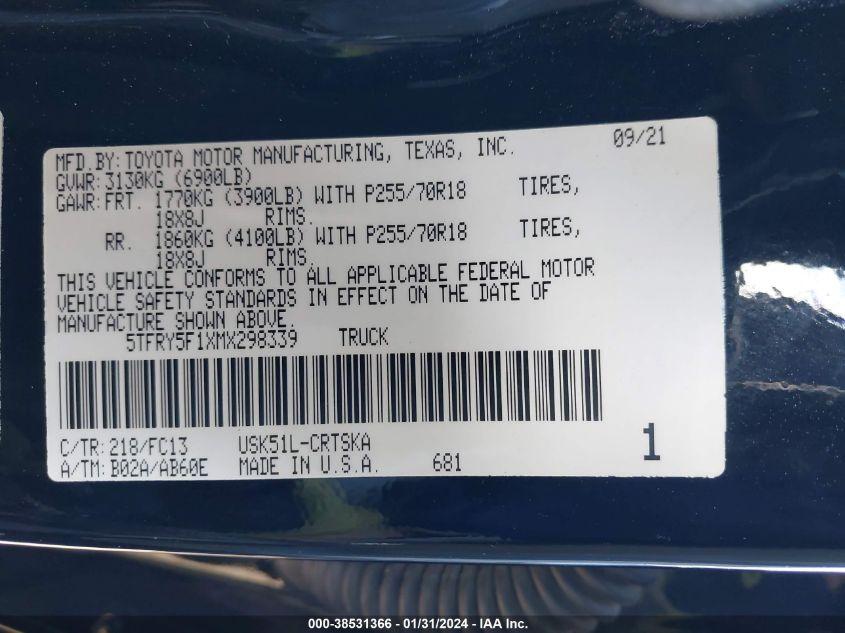 MFD.BY:TOYOTA MOTOR MANUFACTURING, TEXAS, INC. 09/21
GVWR:3130KG (6900LB)
GAWR:FRT. 1770KG (3900LB) WITH P255/70R18 TIRES,
18X8J RIMS.
RR. 1860KG (4100LB) WITH P255/70R18 TIRES,
18X8J RIMS.
THIS VEHICLE CONFORMS TO ALL APPLICABLE FEDERAL MOTOR
VEHICLE SAFETY STANDARDS IN EFFECT ON THE DATE OF
MANUFACTURE SHOWN ABOVE.
5TFRY5F1XMX298339 TRUCK
C/TR:218/FC13 USK51L-CRTSKA
A/TM:B02A/AB60E MADE IN U.S.A. 681 1
000-38531366 - 01/31/2024 - IAA Inc.